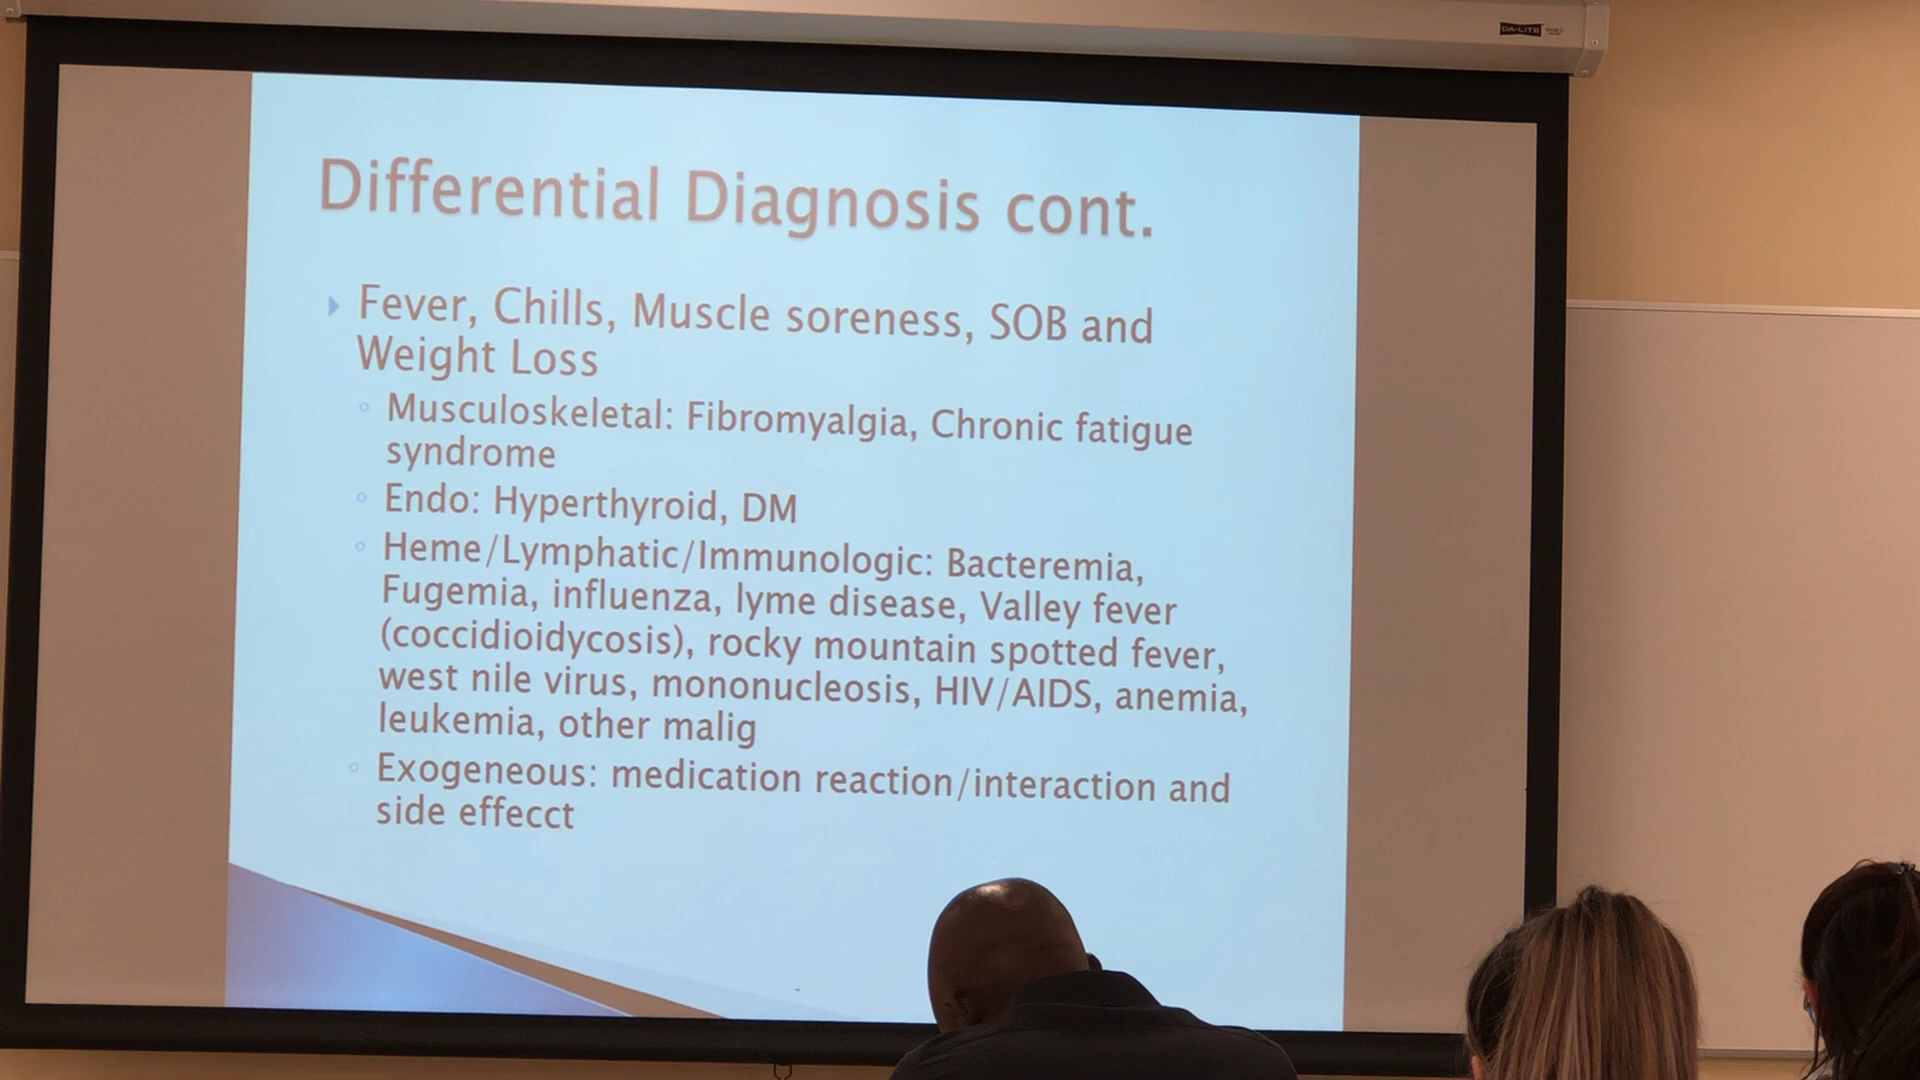 DA-LITE
Differential Diagnosis cont.
Fever, Chills, Muscle soreness, SOB and
Weight Loss
Musculoskeletal: Fibromyalgia, Chronic fatigue
syndrome
Endo: Hyperthyroid, DM
Heme/Lymphatic/Immunologic: Bacteremia,
Fugemia, influenza, lyme disease, Valley fever
(coccidioidycosis), rocky mountain spotted fever,
west nile virus, mononucleosis, HIV/AIDS, anemia,
leukemia, other malig
Exogeneous: medication reaction/interaction and
side effecct